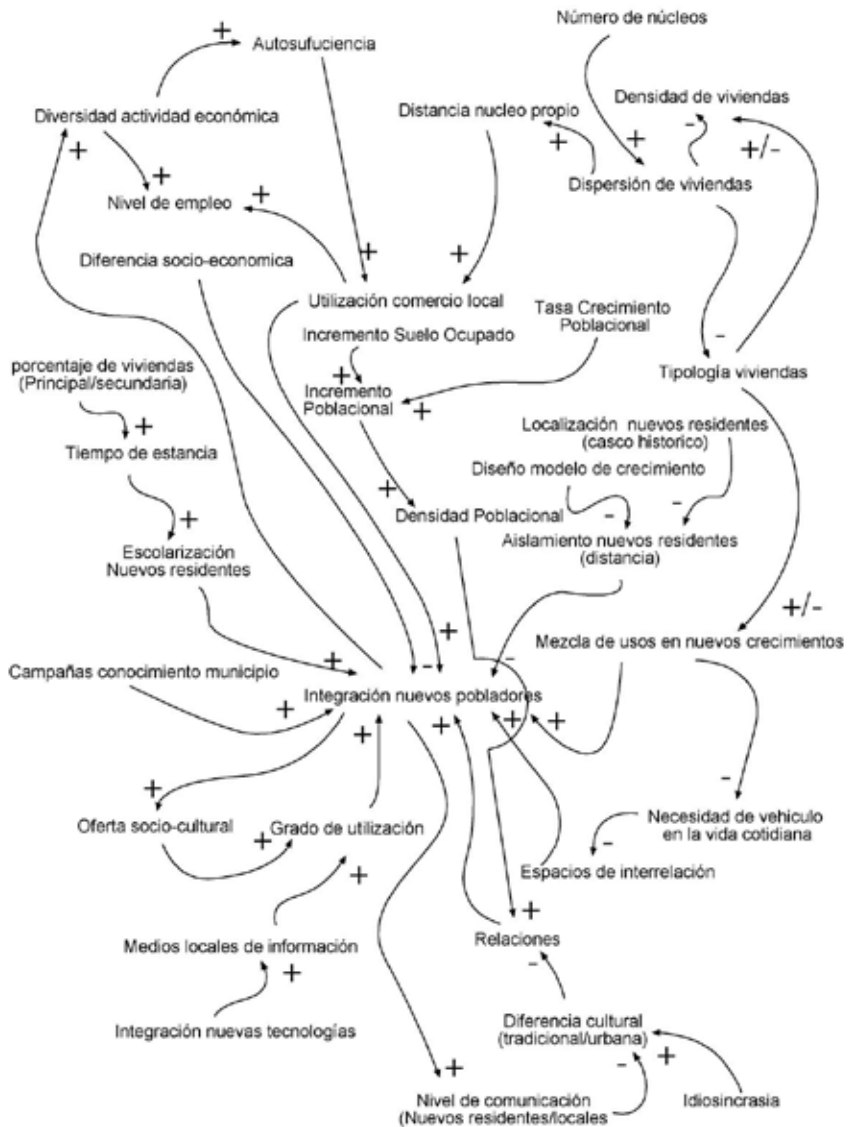 Número de núcleos
+
Autosufuciencia
Densidad de viviendas
Diversidad actividad económica
Distancia nucleo propio
-
+
+
+
+/-
+
Nivel de empleo
+
Dispersión de viviendas
Diferencia socio-economica
+
+
Utilización comercio local
Tasa Crecimiento
Poblacional
Incremento Suelo Ocupado
-
porcentaje de viviendas
(Principal/secundaria)
+
Incremento
Poblacional
+
Tipología viviendas
+
Tiempo de estancia
Localización nuevos residentes
(casco historico)
Diseño modelo de crecimiento
+
+
Densidad Poblacional
-
-
Escolarización
Nuevos residentes
Aislamiento nuevos residentes
(distancia)
+/-
+
Mezcla de usos en nuevos crecimientos
+
-
-
Campañas conocimiento municipio
Integración nuevos pobladores
+
+
+
+
+
+
-
Oferta socio-cultural
+
Grado de utilización
Necesidad de vehiculo
en la vida cotidiana
-
+
Espacios de interrelación
+
Medios locales de información
Relaciones
+
-
Integración nuevas tecnologías
Diferencia cultural
(tradicional/urbana)
+
-
+
Nivel de comunicación
(Nuevos residentes/locales
Idiosincrasia